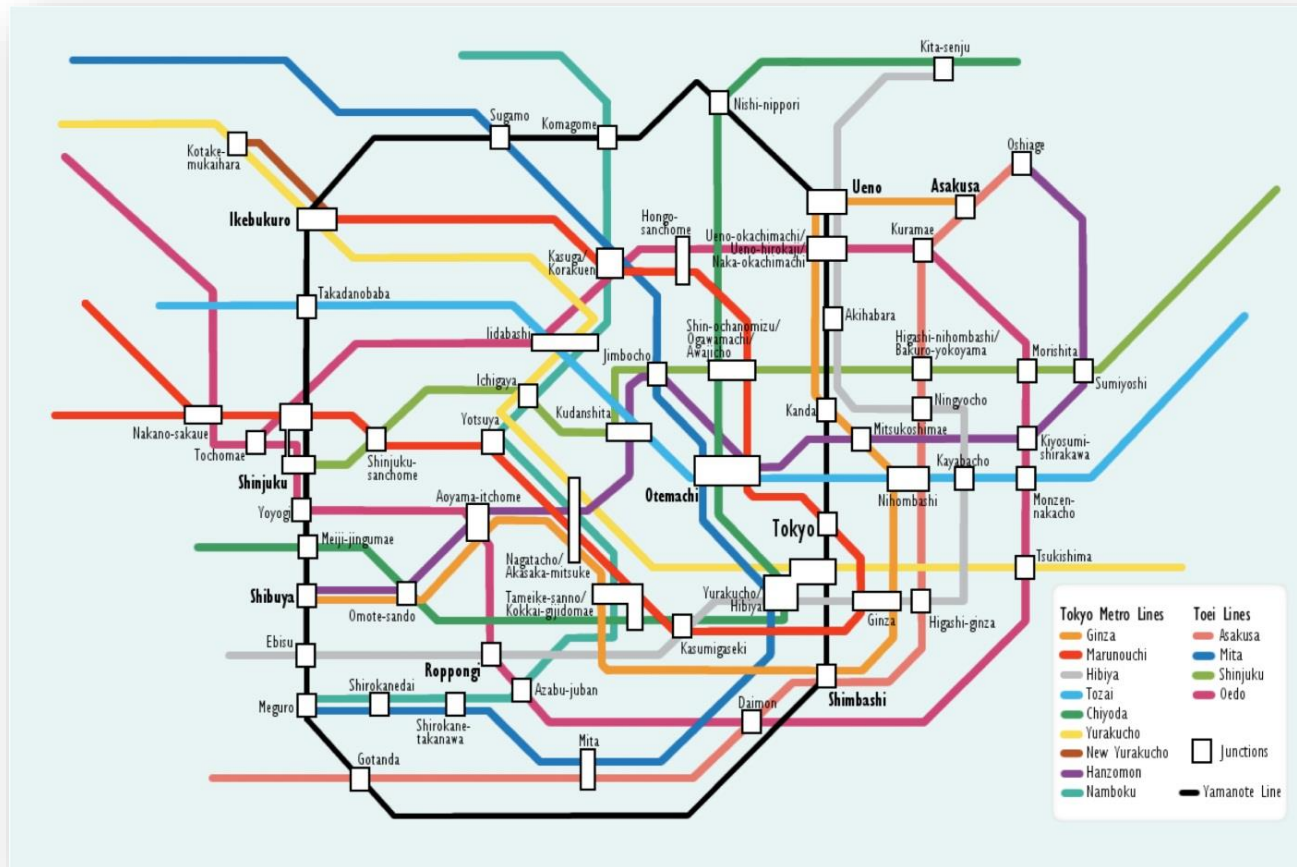 Kita-senju
Nishi-nippori
Sugamo
Komagome
Oshiage
Kotake-
mukaihara
Ueno
Asakusa
Ikebukuro
Hongo-
sanchome
Ueno-okachimachi/
Ueno-hirokaji/
Naka-okachimachi
Kuramae
Kasuga/
Korakuen
Takadanobaba
Akihabara
Iidabashi
Shin-ochanomizu/
Ogawamachi/
Awajicho
Higashi-nihombashi/
Bakuro-yokoyama
Jimbocho
Morishita
Ichigaya
Sumiyoshi
Kudanshita
Yotsuya
Kanda
Ningyocho
Nakano-sakaue
Tochomae
Shinjuku-
sanchome
Mitsukoshimae
Kiyosumi-
shirakawa
Shinjuku
Kayabacho
Otemachi
Nihombashi
Aoyama-itchome
Monzen-
nakacho
Yoyogi
Tokyo
Meiji-jingumae
Nagatacho/
Akasaka-mitsuke
Tsukishima
Shibuya
Omote-sando
Tameike-sanno/
Kokkai-gijidomae
Yurakucho/
Hibiya
Ginza
Higashi-ginza
Kasumigaseki
Ebisu
Roppongi
Azabu-juban
Shimbashi
Meguro
Shirokanedai
Shirokane-
takanawa
Daimon
Mita
Gotanda
Tokyo Metro Lines
Ginza
Marunouchi
Hibiya
Tozai
Chiyoda
Yurakucho
New Yurakucho
Hanzomon
Namboku
Toei Lines
Asakusa
Mita
Shinjuku
Oedo
Junctions
Yamanote Line